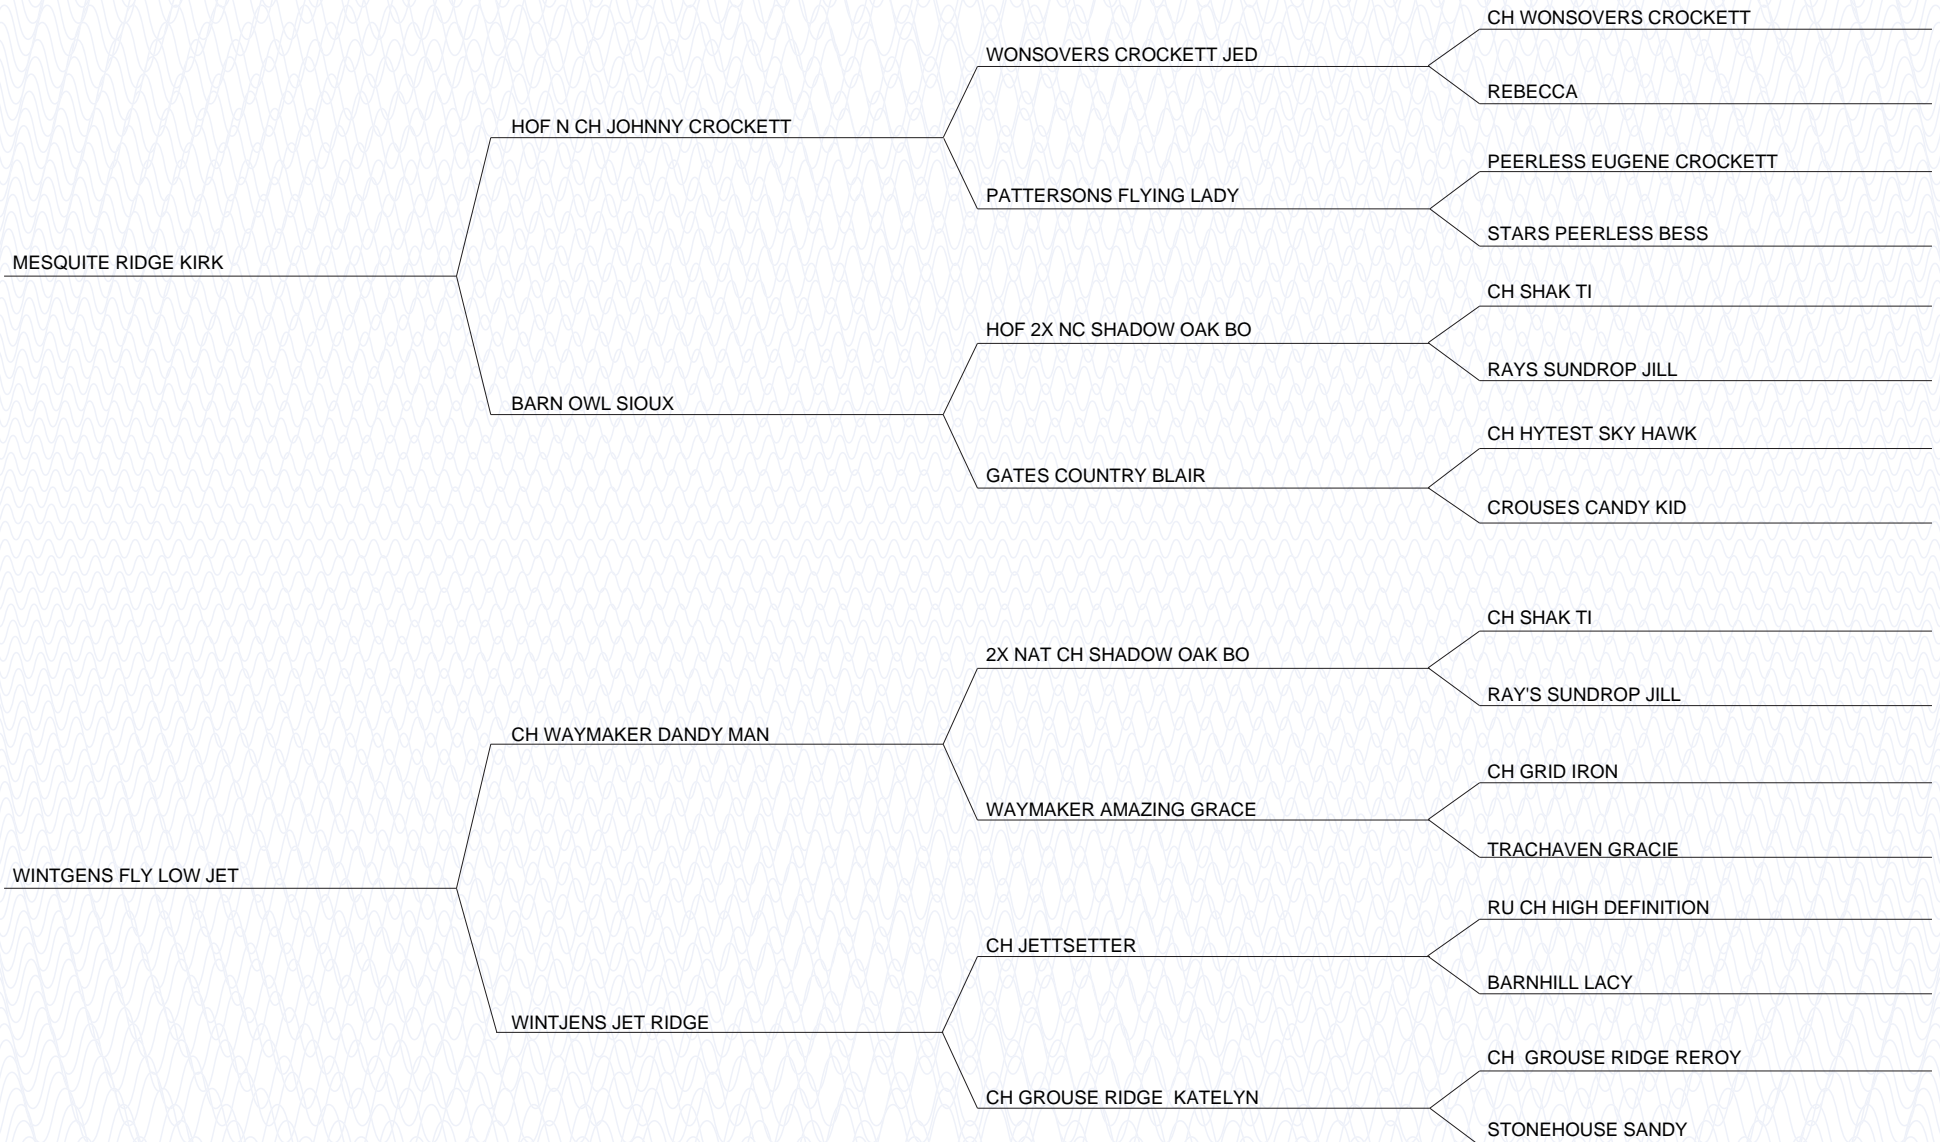 CH WONSOVERS CROCKETT
WONSOVERS CROCKETT JED
REBECCA
HOF N CH JOHNNY CROCKETT
PEERLESS EUGENE CROCKETT
PATTERSONS FLYING LADY
STARS PEERLESS BESS
MESQUITE RIDGE KIRK
CH SHAK TI
HOF 2X NC SHADOW OAK BO
RAYS SUNDROP JILL
BARN OWL SIOUX
CH HYTEST SKY HAWK
GATES COUNTRY BLAIR
CROUSES CANDY KID
CH SHAK TI
2X NAT CH SHADOW OAK BO
RAY'S SUNDROP JILL
CH WAYMAKER DANDY MAN
CH GRID IRON
WAYMAKER AMAZING GRACE
TRACHAVEN GRACIE
WINTGENS FLY LOW JET
RU CH HIGH DEFINITION
CH JETTSETTER
BARNHILL LACY
WINTJENS JET RIDGE
CH  GROUSE RIDGE REROY
CH GROUSE RIDGE  KATELYN
STONEHOUSE SANDY